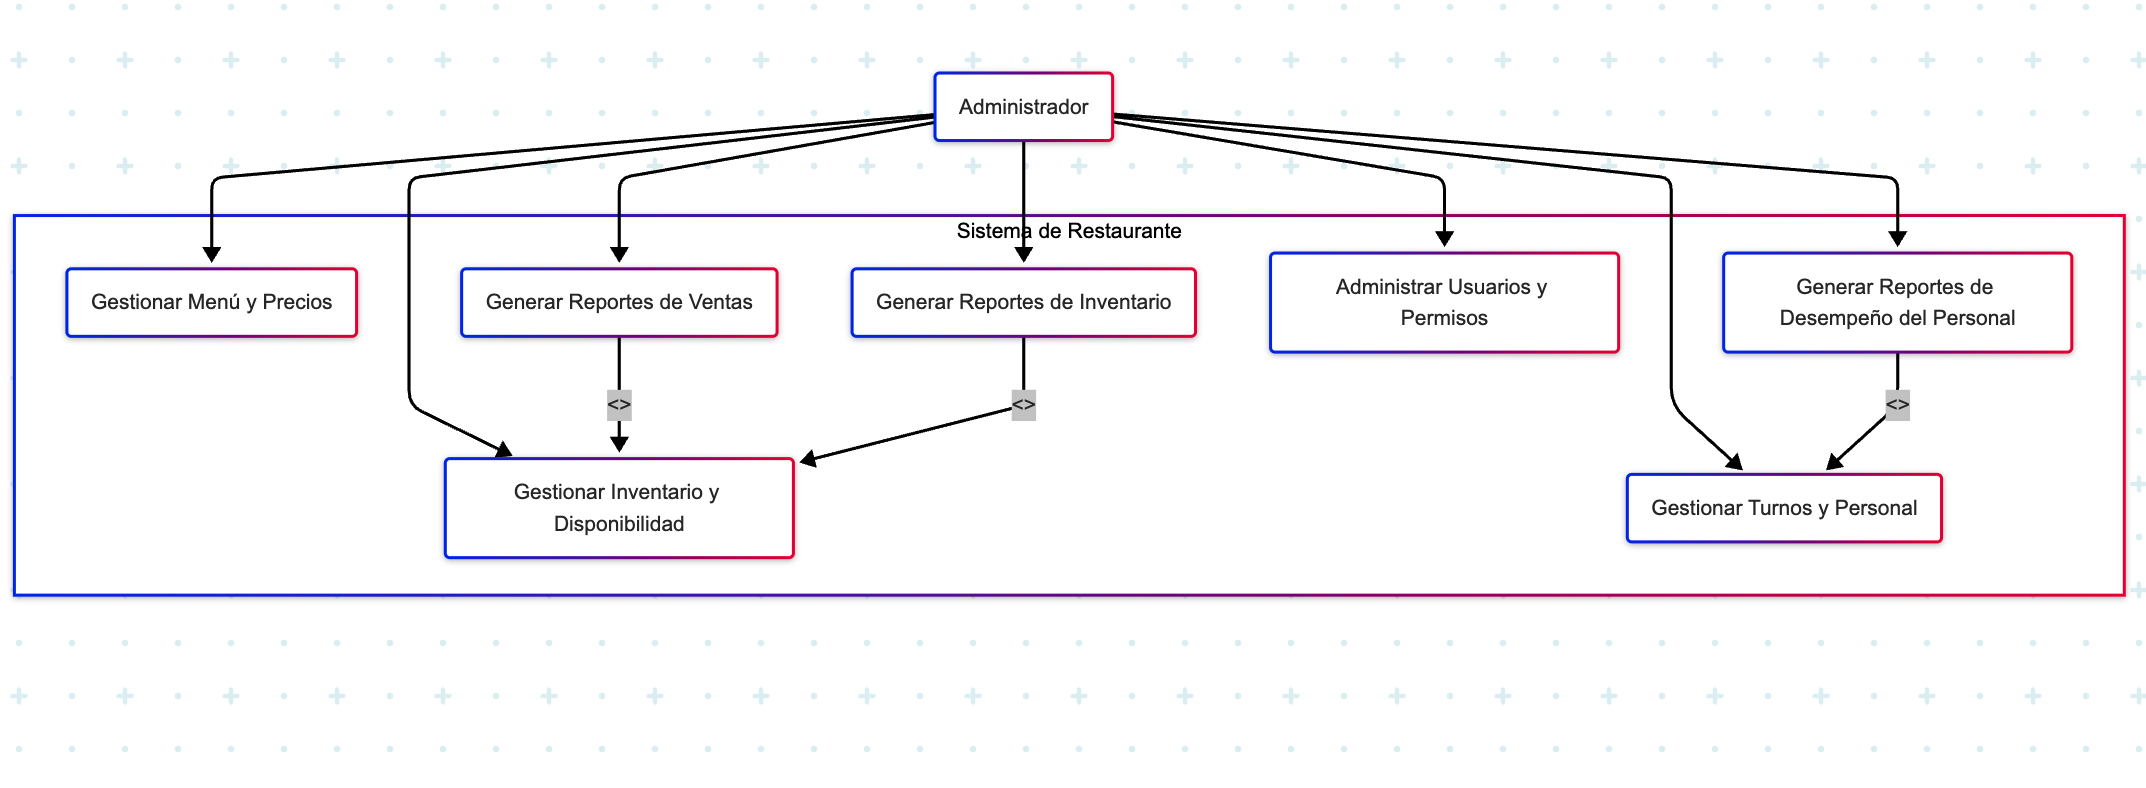 Administrador
Sistema de Restaurante
Gestionar Menú y Precios
Generar Reportes de Ventas
Generar Reportes de Inventario
Administrar Usuarios y
Permisos
Generar Reportes de
Desempeño del Personal
<>
<>
<>
Gestionar Inventario y
Disponibilidad
Gestionar Turnos y Personal